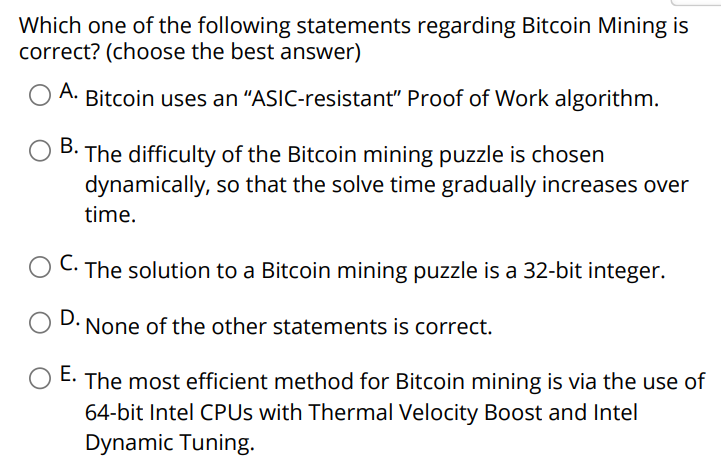 Which one of the following statements regarding Bitcoin Mining is
correct? (choose the best answer)
A. Bitcoin uses an “ASIC-resistant” Proof of Work algorithm.
B. The difficulty of the Bitcoin mining puzzle is chosen
dynamically, so that the solve time gradually increases over
time.
C. The solution to a Bitcoin mining puzzle is a 32-bit integer.
D. None of the other statements is correct.
E. The most efficient method for Bitcoin mining is via the use of
64-bit Intel CPUs with Thermal Velocity Boost and Intel
Dynamic Tuning.